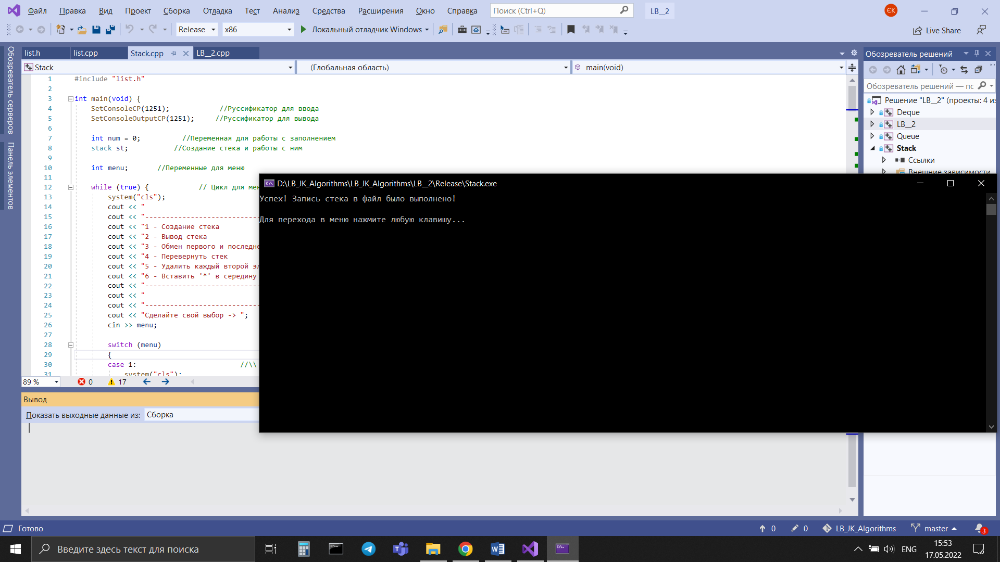 Файл Правка Вид Проект Сборка Отладка Тест Анализ Средства Расширения Окно Справка Поиск (Ctrl+Q) LB__2 ЄК
Release x86 Локальный отладчик Windows Live Share
Обозреватель серверов
Панель элементов
list.h list.cpp Stack.cpp LB__2.cpp
Stack (Глобальная область) main(void)
1 #include "list.h"
2
3 int main(void) {
4 SetConsoleCP(1251); //Руссификатор для ввода
5 SetConsoleOutputCP(1251); //Руссификатор для вывода
6
7 int num = 0; //Переменная для работы с заполнением
8 stack st; //Создание стека и работы с ним
9
10 int menu; //Переменные для меню
11
12 while (true) { // Цикл для мен
13 system("cls");
14 cout << "
15 cout << "----------------------------
16 cout << "1 - Создание стека
17 cout << "2 - Вывод стека
18 cout << "3 - Обмен первого и последне
19 cout << "4 - Перевернуть стек
20 cout << "5 - Удалить каждый второй эл
21 cout << "6 - Вставить '*' в середину
22 cout << "----------------------------
23 cout << "
24 cout << "----------------------------
25 cout << "Сделайте свой выбор -> ";
26 cin >> menu;
27
28 switch (menu)
29 {
30 case 1: //\\
31 system("cls");
89 % 0 17
Вывод
Показать выходные данные из: Сборка
D:\LB_JK_Algorithms\LB_JK_Algorithms\LB__2\Release\Stack.exe
Успех! Запись стека в файл было выполнено!
Для перехода в меню нажмите любую клавишу...
Обозреватель решений
Обозреватель решений — по
Решение "LB__2" (проекты: 4 из
Deque
LB__2
Queue
Stack
Ссылки
Внешние зависимости
Готово 0 0 LB_JK_Algorithms master 3
Введите здесь текст для поиска
ENG 15:53
17.05.2022